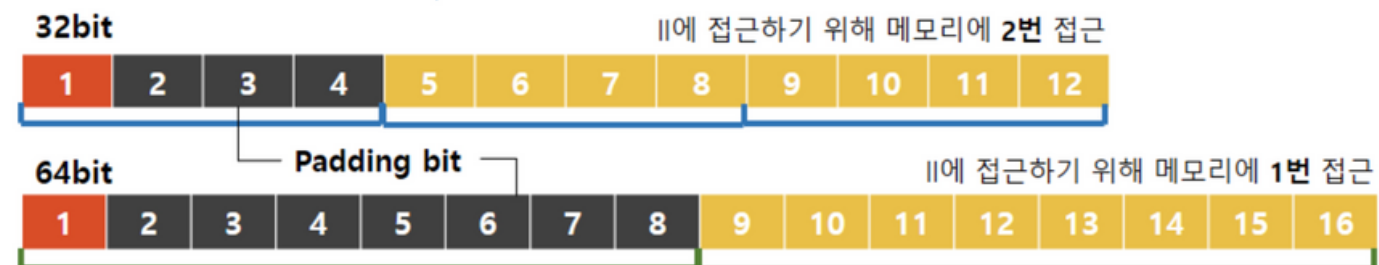 32bit
ll에 접근하기 위해 메모리에 2번 접근
1 2 3 4 5 6 7 8 9 10 11 12
Padding bit
64bit
ll에 접근하기 위해 메모리에 1번 접근
1 2 3 4 5 6 7 8 9 10 11 12 13 14 15 16